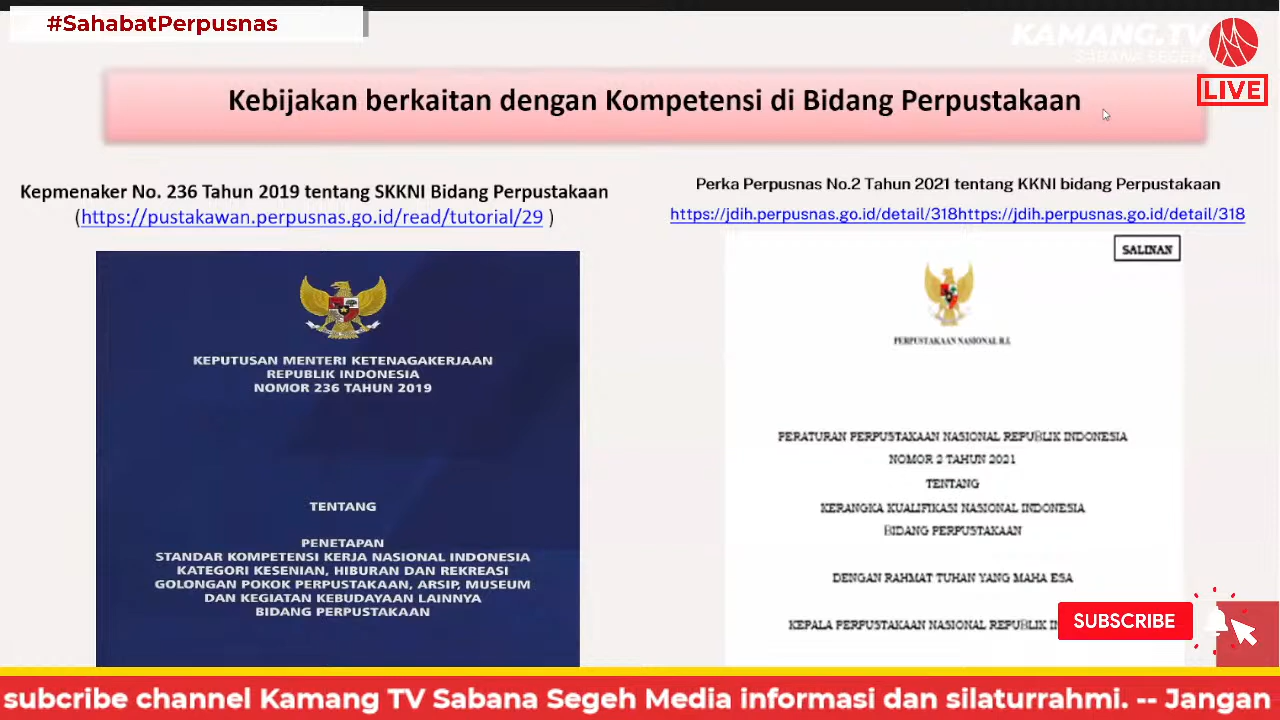 #SahabatPerpusnas
KAMANG.TV
LIVE
Kebijakan berkaitan dengan Kompetensi di Bidang Perpustakaan
Kepmenaker No. 236 Tahun 2019 tentang SKKNI Bidang Perpustakaan
(https://pustakawan.perpusnas.go.id/read/tutorial/29 )
Perka Perpusnas No.2 Tahun 2021 tentang KKNI bidang Perpustakaan
https://jdih.perpusnas.go.id/detail/318https://jdih.perpusnas.go.id/detail/318
KEPUTUSAN MENTERI KETENAGAKERJAAN
REPUBLIK INDONESIA
NOMOR 236 TAHUN 2019
TENTANG
PENETAPAN
STANDAR KOMPETENSI KERJA NASIONAL INDONESIA
KATEGORI KESENIAN, HIBURAN DAN REKREASI
GOLONGAN POKOK PERPUSTAKAAN, ARSIP, MUSEUM
DAN KEGIATAN KEBUDAYAAN LAINNYA
BIDANG PERPUSTAKAAN
SALINAN
PERPUSTAKAAN NASIONAL R.I.
PERATURAN PERPUSTAKAAN NASIONAL REPUBLIK INDONESIA
NOMOR 2 TAHUN 2021
TENTANG
KERANGKA KUALIFIKASI NASIONAL INDONESIA
BIDANG PERPUSTAKAAN
DENGAN RAHMAT TUHAN YANG MAHA ESA
KEPALA PERPUSTAKAAN NASIONAL REPUBLIK
SUBSCRIBE
subcribe channel Kamang TV Sabana Segeh Media informasi dan silaturrahmi. -- Jangan